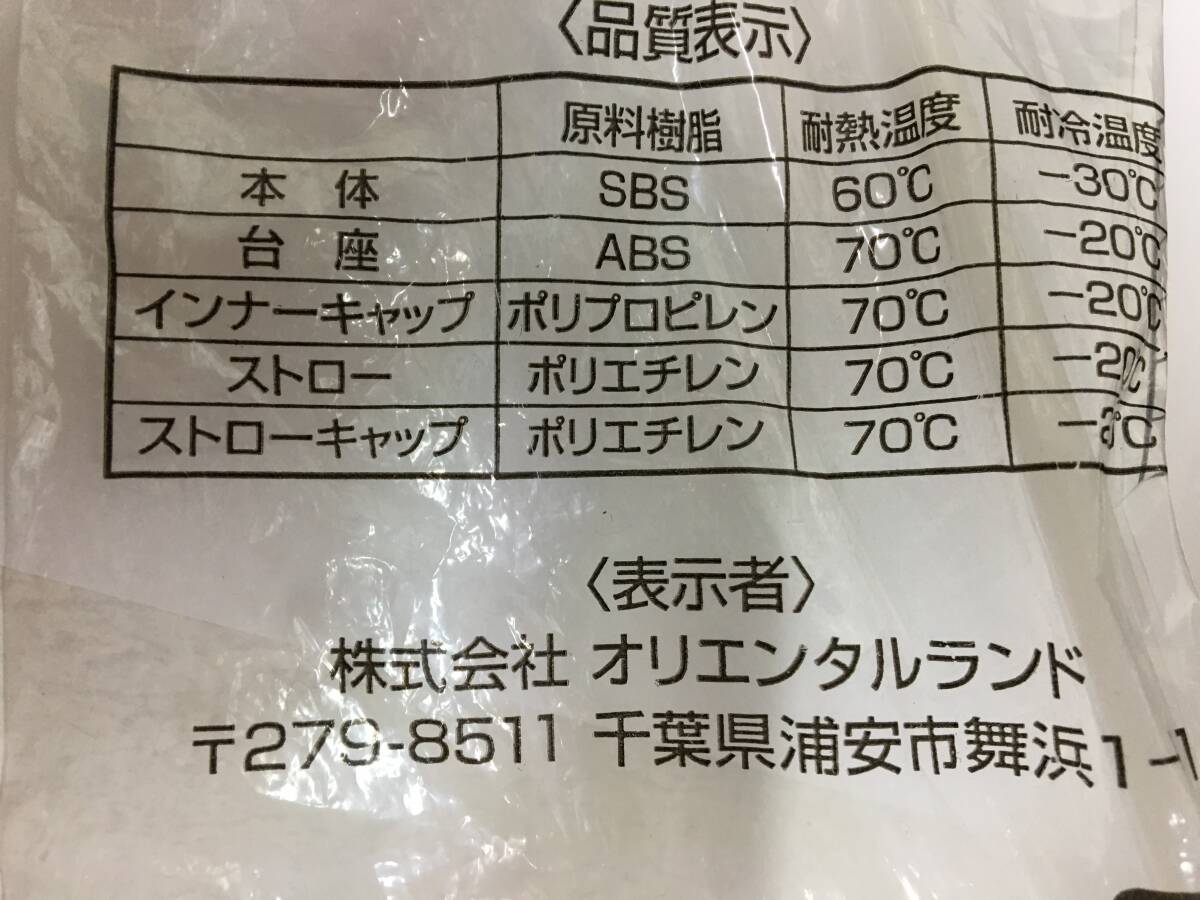 〈品質表示〉
原料樹脂 耐熱温度 耐冷温度
本体 SBS 60℃ −30℃
台座 ABS 70℃ −20℃
インナーキャップ ポリプロピレン 70℃ −20℃
ストロー ポリエチレン 70℃
ストローキャップ ポリエチレン 70℃
〈表示者〉
株式会社 オリエンタルランド
〒279-8511 千葉県浦安市舞浜1-1